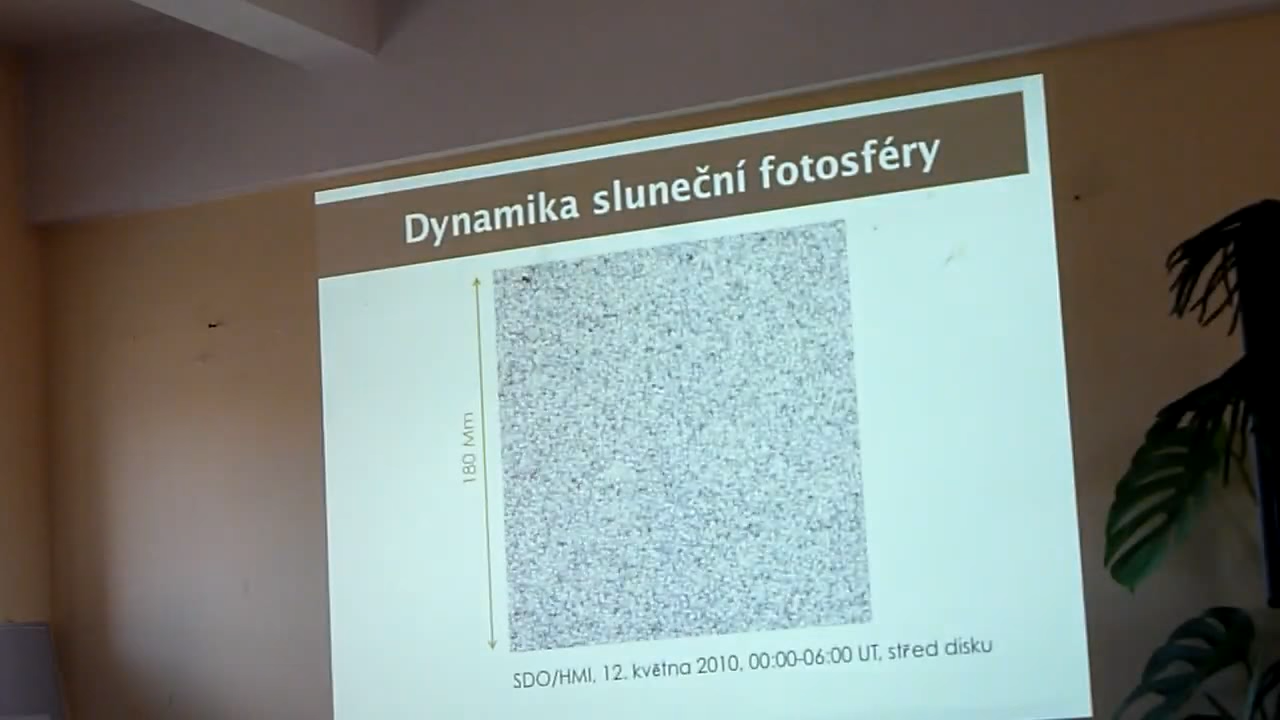 Dynamika sluneční fotosféry
180 Mm
SDO/HMI, 12. května 2010, 00:00-06:00 UT, střed disku